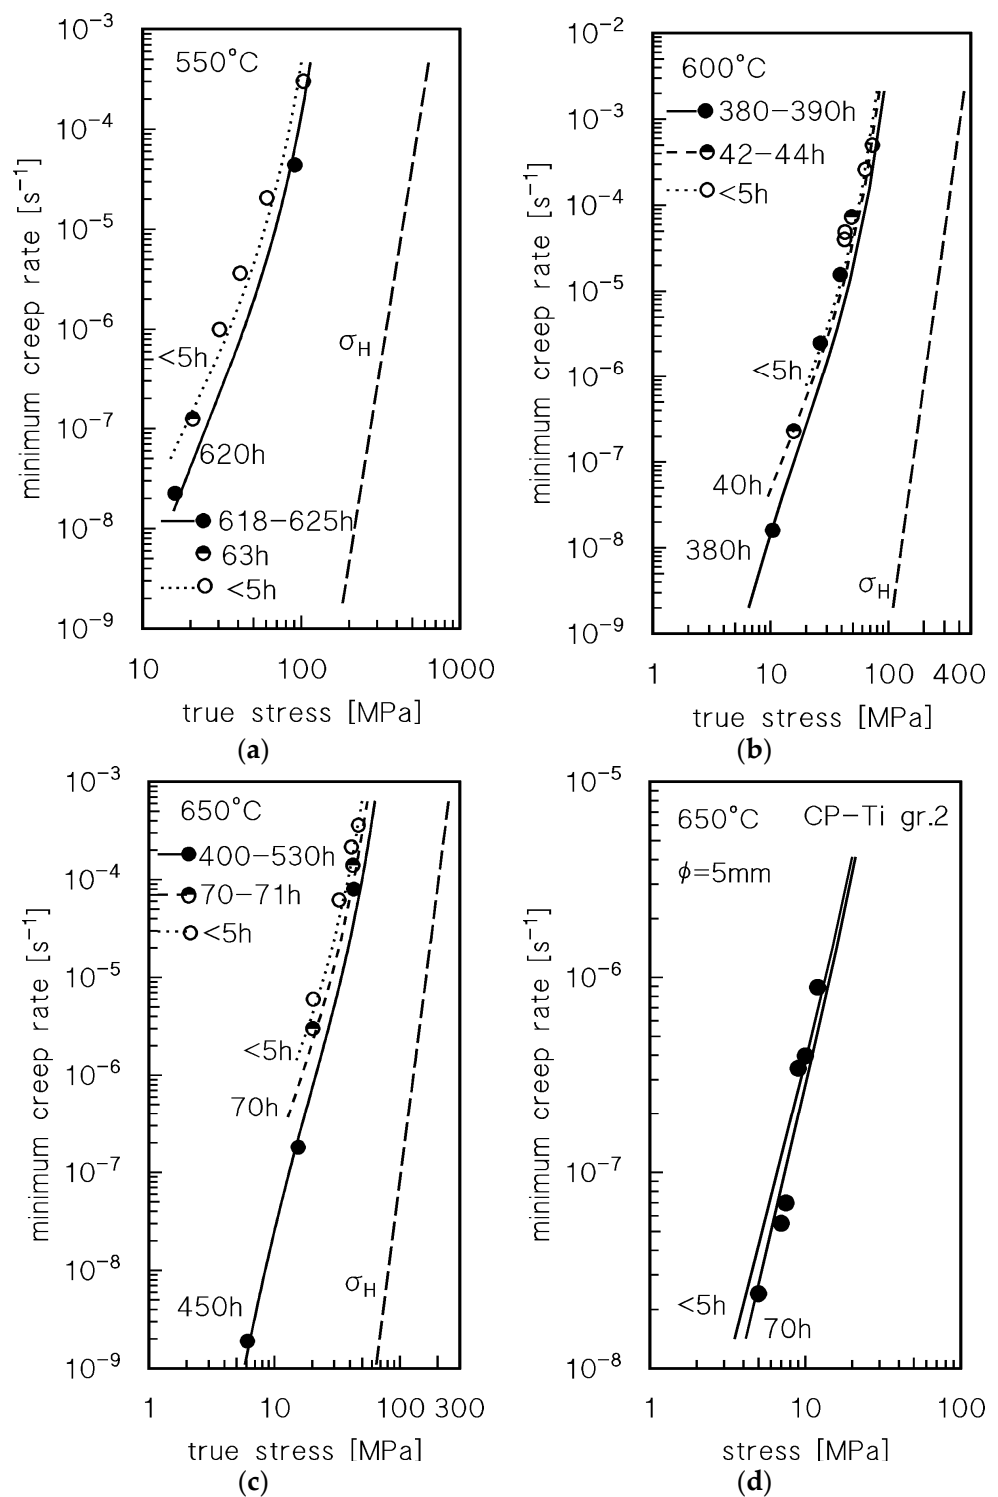 10⁻³
550°C
10⁻⁴
10⁻⁵
10⁻⁶
10⁻⁷
10⁻⁸
10⁻⁹
minimum creep rate [s⁻¹]
σH
<5h
620h
618–625h
63h
<5h
10 100 1000
true stress [MPa]
(a)
10⁻²
600°C
380–390h
42–44h
<5h
10⁻³
10⁻⁴
10⁻⁵
10⁻⁶
10⁻⁷
10⁻⁸
10⁻⁹
minimum creep rate [s⁻¹]
<5h
40h
380h
σH
1 10 100 400
true stress [MPa]
(b)
10⁻³
650°C
400–530h
70–71h
<5h
10⁻⁴
10⁻⁵
10⁻⁶
10⁻⁷
10⁻⁸
10⁻⁹
minimum creep rate [s⁻¹]
<5h
70h
σH
450h
1 10 100 300
true stress [MPa]
(c)
10⁻⁵
650°C CP–Ti gr.2
ϕ=5mm
10⁻⁶
10⁻⁷
10⁻⁸
minimum creep rate [s⁻¹]
<5h
70h
1 10 100
stress [MPa]
(d)